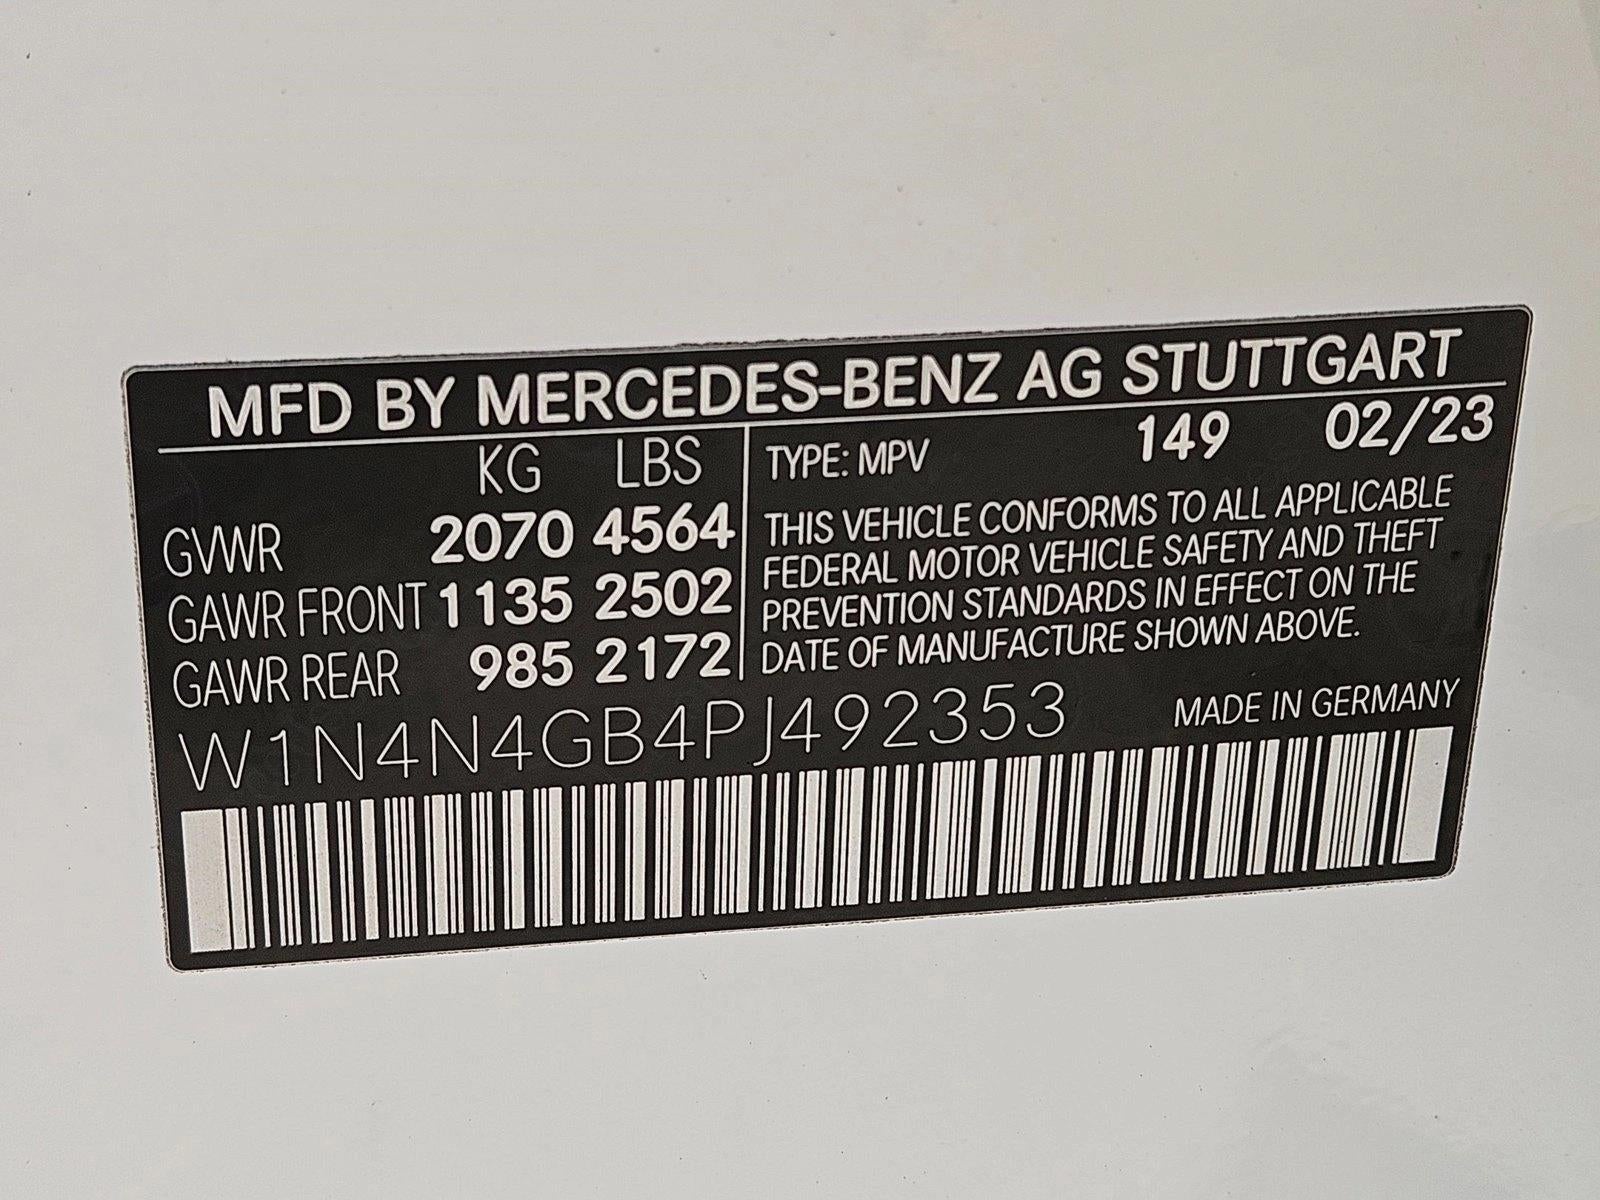 MFD BY MERCEDES-BENZ AG STUTTGART
KG LBS
GVWR 2070 4564
GAWR FRONT 1135 2502
GAWR REAR 985 2172
TYPE: MPV 149 02/23
THIS VEHICLE CONFORMS TO ALL APPLICABLE
FEDERAL MOTOR VEHICLE SAFETY AND THEFT
PREVENTION STANDARDS IN EFFECT ON THE
DATE OF MANUFACTURE SHOWN ABOVE.
W1N4N4GB4PJ492353
MADE IN GERMANY